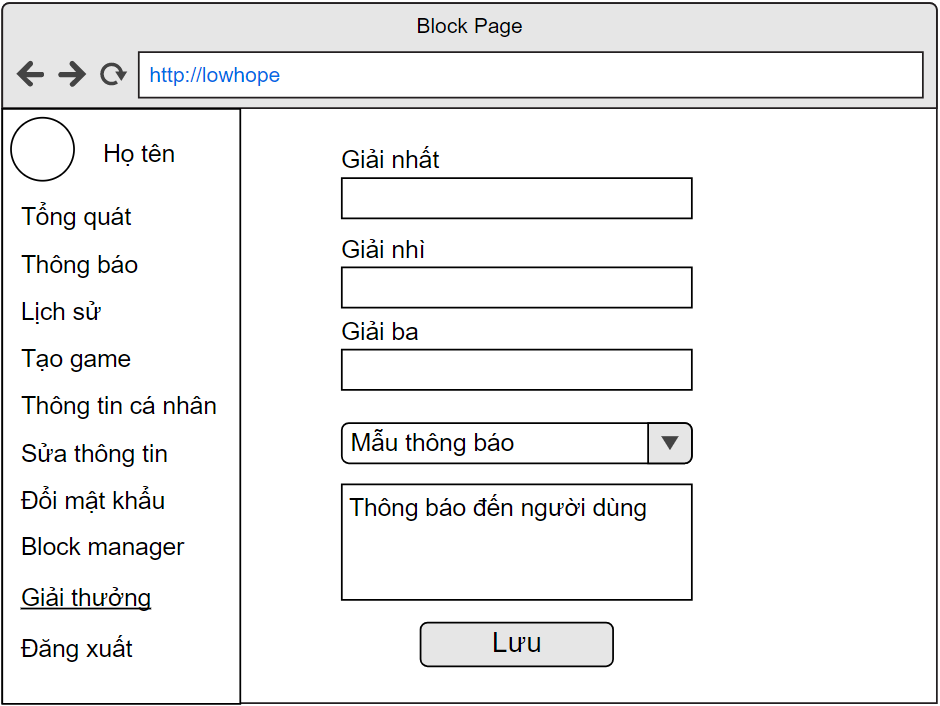 Block Page
http://lowhope
Họ tên
Tổng quát
Thông báo
Lịch sử
Tạo game
Thông tin cá nhân
Sửa thông tin
Đổi mật khẩu
Block manager
Giải thưởng
Đăng xuất
Giải nhất
Giải nhì
Giải ba
Mẫu thông báo
Thông báo đến người dùng
Lưu